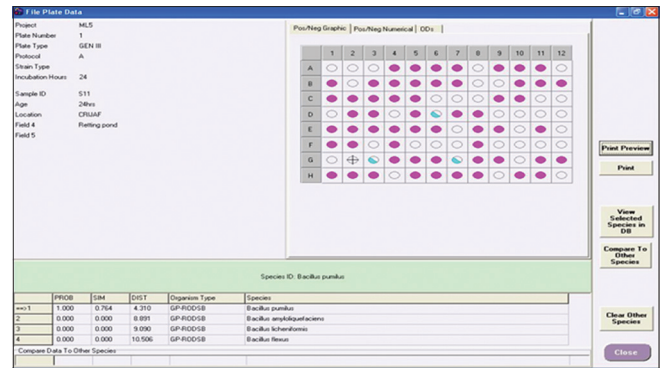 File Plate Data
Project ML5
Plate Number 1
Plate Type GEN III
Protocol A
Strain Type
Incubation Hours 24
Sample ID S11
Age 24hrs
Location CRIJAF
Field 4 Retting pond
Field 5
Pos/Neg Graphic Pos/Neg Numerical ODs
1 2 3 4 5 6 7 8 9 10 11 12
A
B
C
D
E
F
G
H
Print Preview
Print
View Selected Species in DB
Compare To Other Species
Clear Other Species
Close
Species ID: Bacillus pumilus
PROB SIM DIST Organism Type Species
==>1 1.000 0.764 4.310 GP-RODSB Bacillus pumilus
2 0.000 0.000 8.891 GP-RODSB Bacillus amyloliquefaciens
3 0.000 0.000 9.090 GP-RODSB Bacillus licheniformis
4 0.000 0.000 10.506 GP-RODSB Bacillus flexus
Compare Data To Other Species